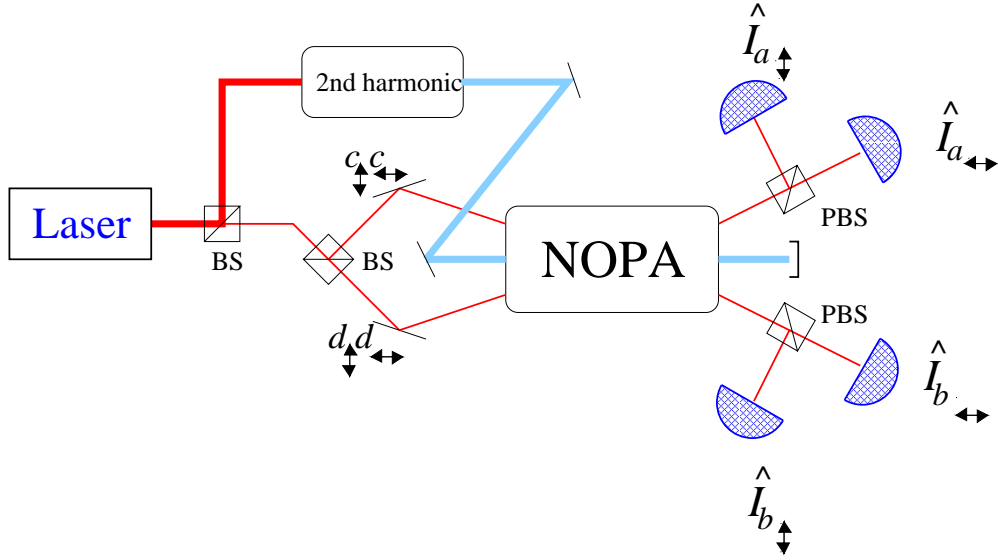 Î_a ↕
Î_a ↔
2nd harmonic
c↕ c↔
Laser
BS
BS
NOPA
PBS
d↕ d↔
PBS
Î_b ↔
Î_b ↕